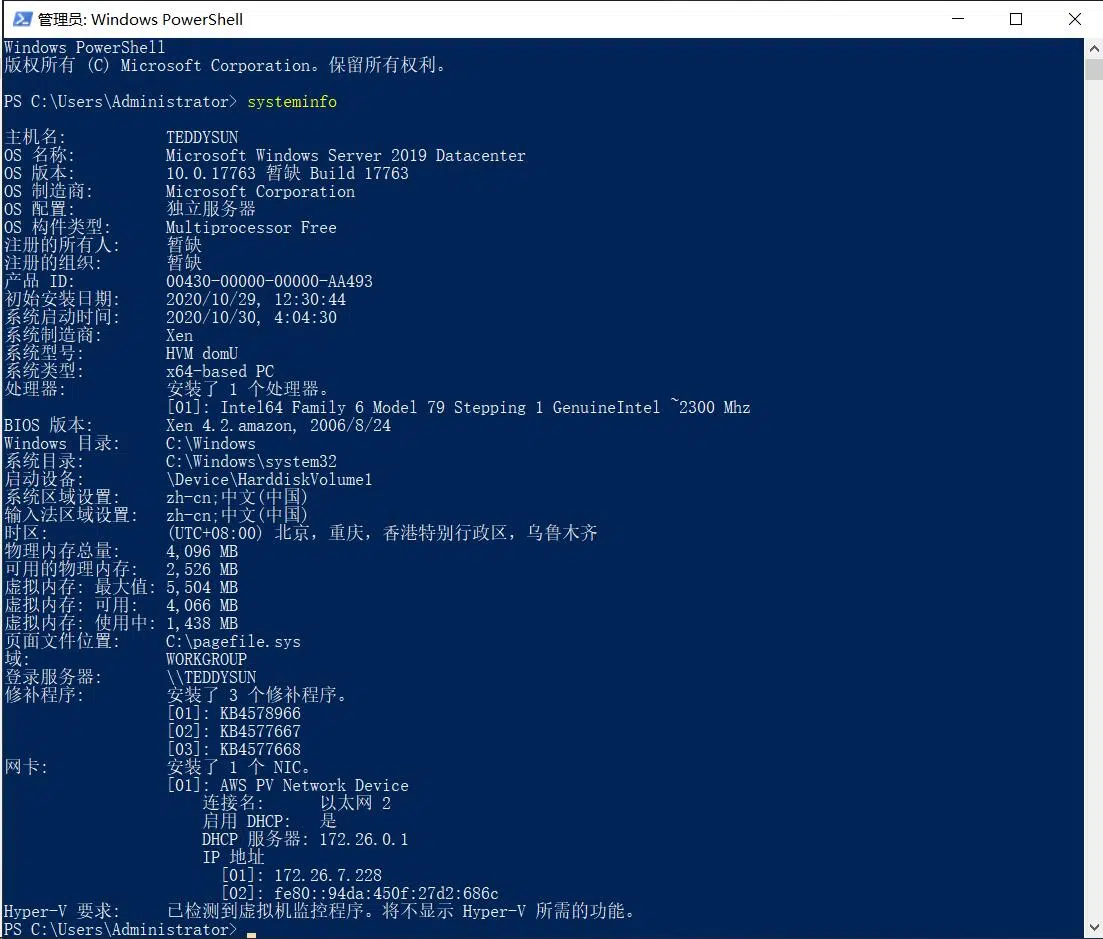 管理员: Windows PowerShell
Windows PowerShell
版权所有 (C) Microsoft Corporation。保留所有权利。
PS C:\Users\Administrator> systeminfo
主机名: TEDDYSUN
OS 名称: Microsoft Windows Server 2019 Datacenter
OS 版本: 10.0.17763 暂缺 Build 17763
OS 制造商: Microsoft Corporation
OS 配置: 独立服务器
OS 构件类型: Multiprocessor Free
注册的所有人: 暂缺
注册的组织: 暂缺
产品 ID: 00430-00000-00000-AA493
初始安装日期: 2020/10/29, 12:30:44
系统启动时间: 2020/10/30, 4:04:30
系统制造商: Xen
系统型号: HVM domU
系统类型: x64-based PC
处理器: 安装了 1 个处理器。
[01]: Intel64 Family 6 Model 79 Stepping 1 GenuineIntel ~2300 Mhz
BIOS 版本: Xen 4.2.amazon, 2006/8/24
Windows 目录: C:\Windows
系统目录: C:\Windows\system32
启动设备: \Device\HarddiskVolume1
系统区域设置: zh-cn;中文(中国)
输入法区域设置: zh-cn;中文(中国)
时区: (UTC+08:00) 北京，重庆，香港特别行政区，乌鲁木齐
物理内存总量: 4,096 MB
可用的物理内存: 2,526 MB
虚拟内存: 最大值: 5,504 MB
虚拟内存: 可用: 4,066 MB
虚拟内存: 使用中: 1,438 MB
页面文件位置: C:\pagefile.sys
域: WORKGROUP
登录服务器: \\TEDDYSUN
修补程序: 安装了 3 个修补程序。
[01]: KB4578966
[02]: KB4577667
[03]: KB4577668
网卡: 安装了 1 个 NIC。
[01]: AWS PV Network Device
连接名: 以太网 2
启用 DHCP: 是
DHCP 服务器: 172.26.0.1
IP 地址
[01]: 172.26.7.228
[02]: fe80::94da:450f:27d2:686c
Hyper-V 要求: 已检测到虚拟机监控程序。将不显示 Hyper-V 所需的功能。
PS C:\Users\Administrator>